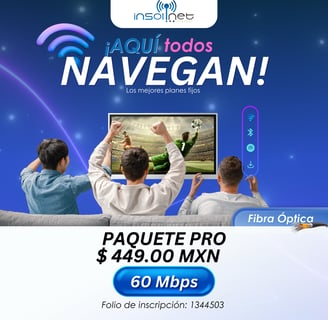 insoiinet
¡AQUÍ todos
NAVEGAN!
Los mejores planes fijos
Fibra Óptica
PAQUETE PRO
$ 449.00 MXN
60 Mbps
Folio de inscripción: 1344503